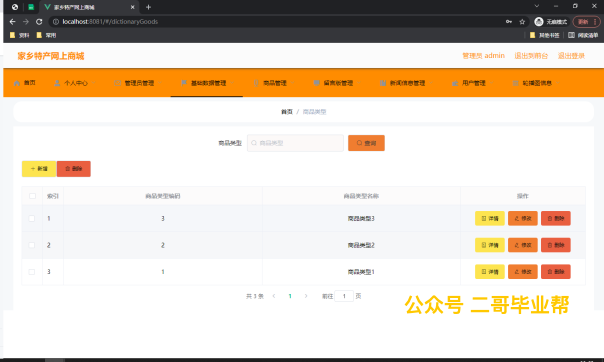 家乡特产网上商城
localhost:8081/#/dictionaryGoods
无痕模式
更新
资料
常用
其他书签
阅读清单
家乡特产网上商城
管理员 admin
退出到前台
退出登录
首页
个人中心
管理员管理
基础数据管理
商品管理
留言版管理
新闻信息管理
用户管理
轮播图信息
首页 / 商品类型
商品类型
商品类型
查询
+ 新增
删除
索引 商品类型编码 商品类型名称 操作
1 3 商品类型3 详情 修改 删除
2 2 商品类型2 详情 修改 删除
3 1 商品类型1 详情 修改 删除
共 3 条 < 1 > 前往 1 页
公众号 二哥毕业帮